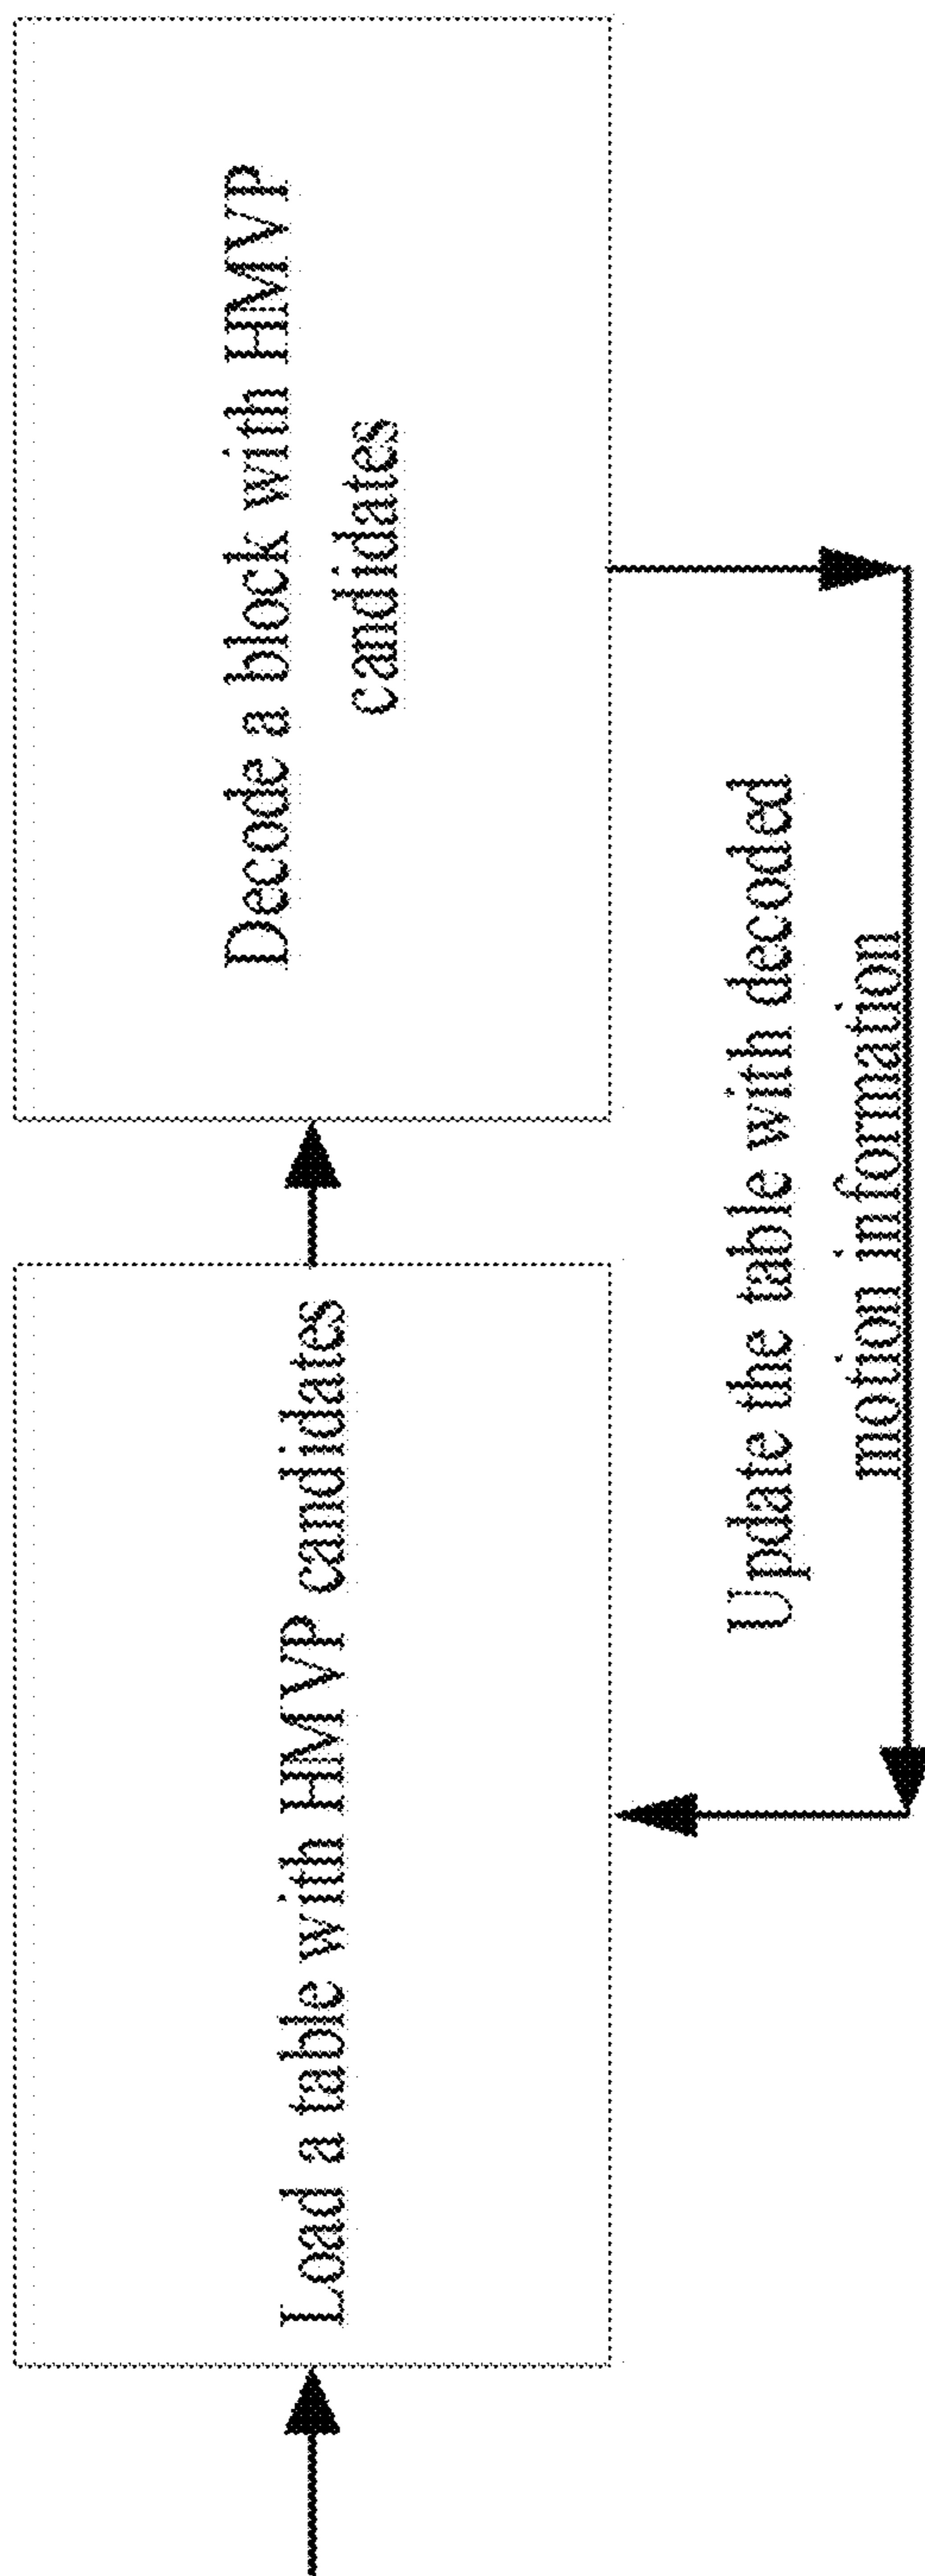 Load a table with HMVP candidates
Decode a block with HMVP
candidates
Update the table with decoded
motion information